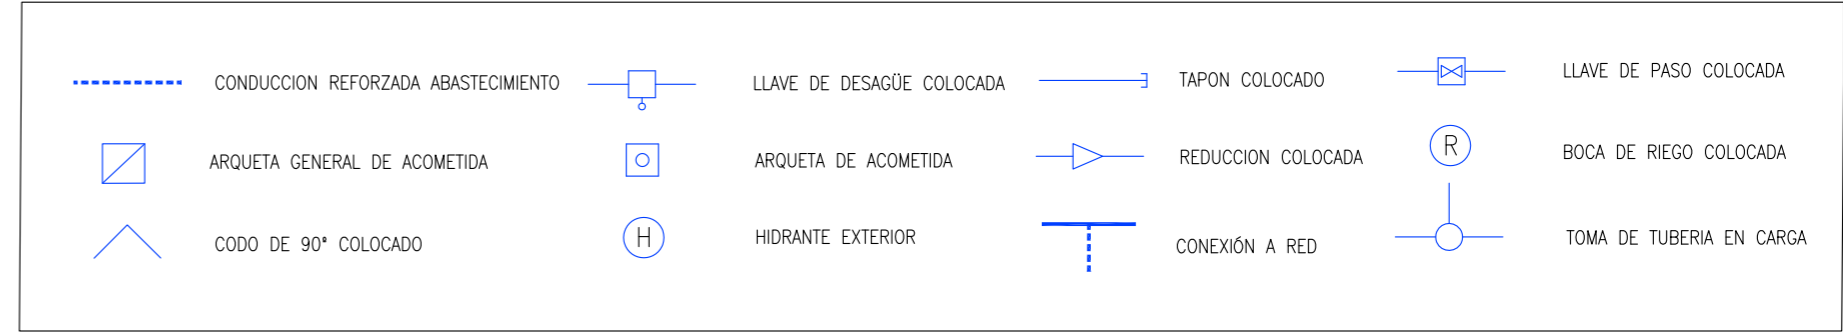 CONDUCCION REFORZADA ABASTECIMIENTO
LLAVE DE DESAGÜE COLOCADA
TAPON COLOCADO
LLAVE DE PASO COLOCADA
ARQUETA GENERAL DE ACOMETIDA
ARQUETA DE ACOMETIDA
REDUCCION COLOCADA
R
BOCA DE RIEGO COLOCADA
CODO DE 90° COLOCADO
H
HIDRANTE EXTERIOR
CONEXIÓN A RED
TOMA DE TUBERIA EN CARGA